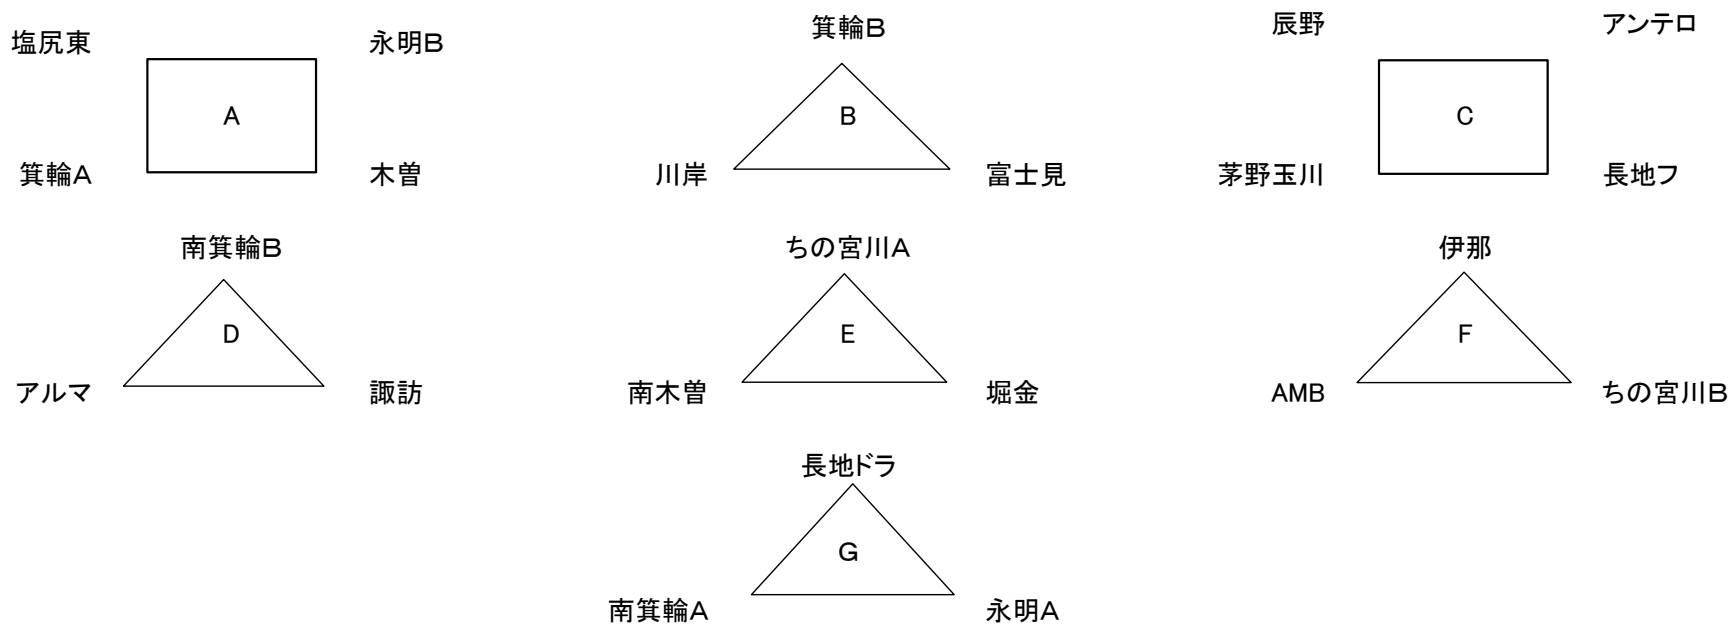 塩尻東 永明B
A
箕輪A 木曽
箕輪B
B
川岸 富士見
辰野 アンテロ
C
茅野玉川 長地フ
南箕輪B
D
アルマ 諏訪
ちの宮川A
E
南木曽 堀金
伊那
F
AMB ちの宮川B
長地ドラ
G
南箕輪A 永明A